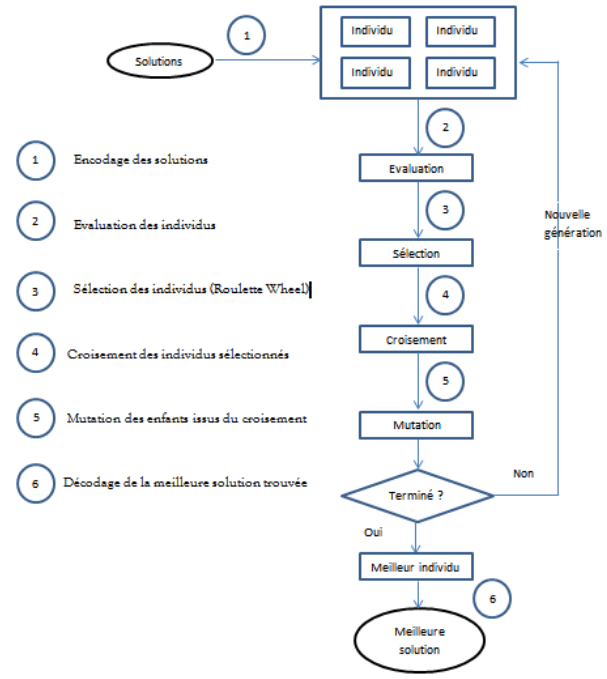 1
Individu
Individu
Solutions
Individu
Individu
2
1
Encodage des solutions
Evaluation
3
Nouvelle
génération
2
Evaluation des individus
Sélection
3
Sélection des individus (Roulette Wheel)
4
Croisement
4
Croisement des individus sélectionnés
5
5
Mutation des enfants issus du croisement
Mutation
6
Décodage de la meilleure solution trouvée
Terminé ?
Non
Oui
Meilleur individu
6
Meilleure
solution